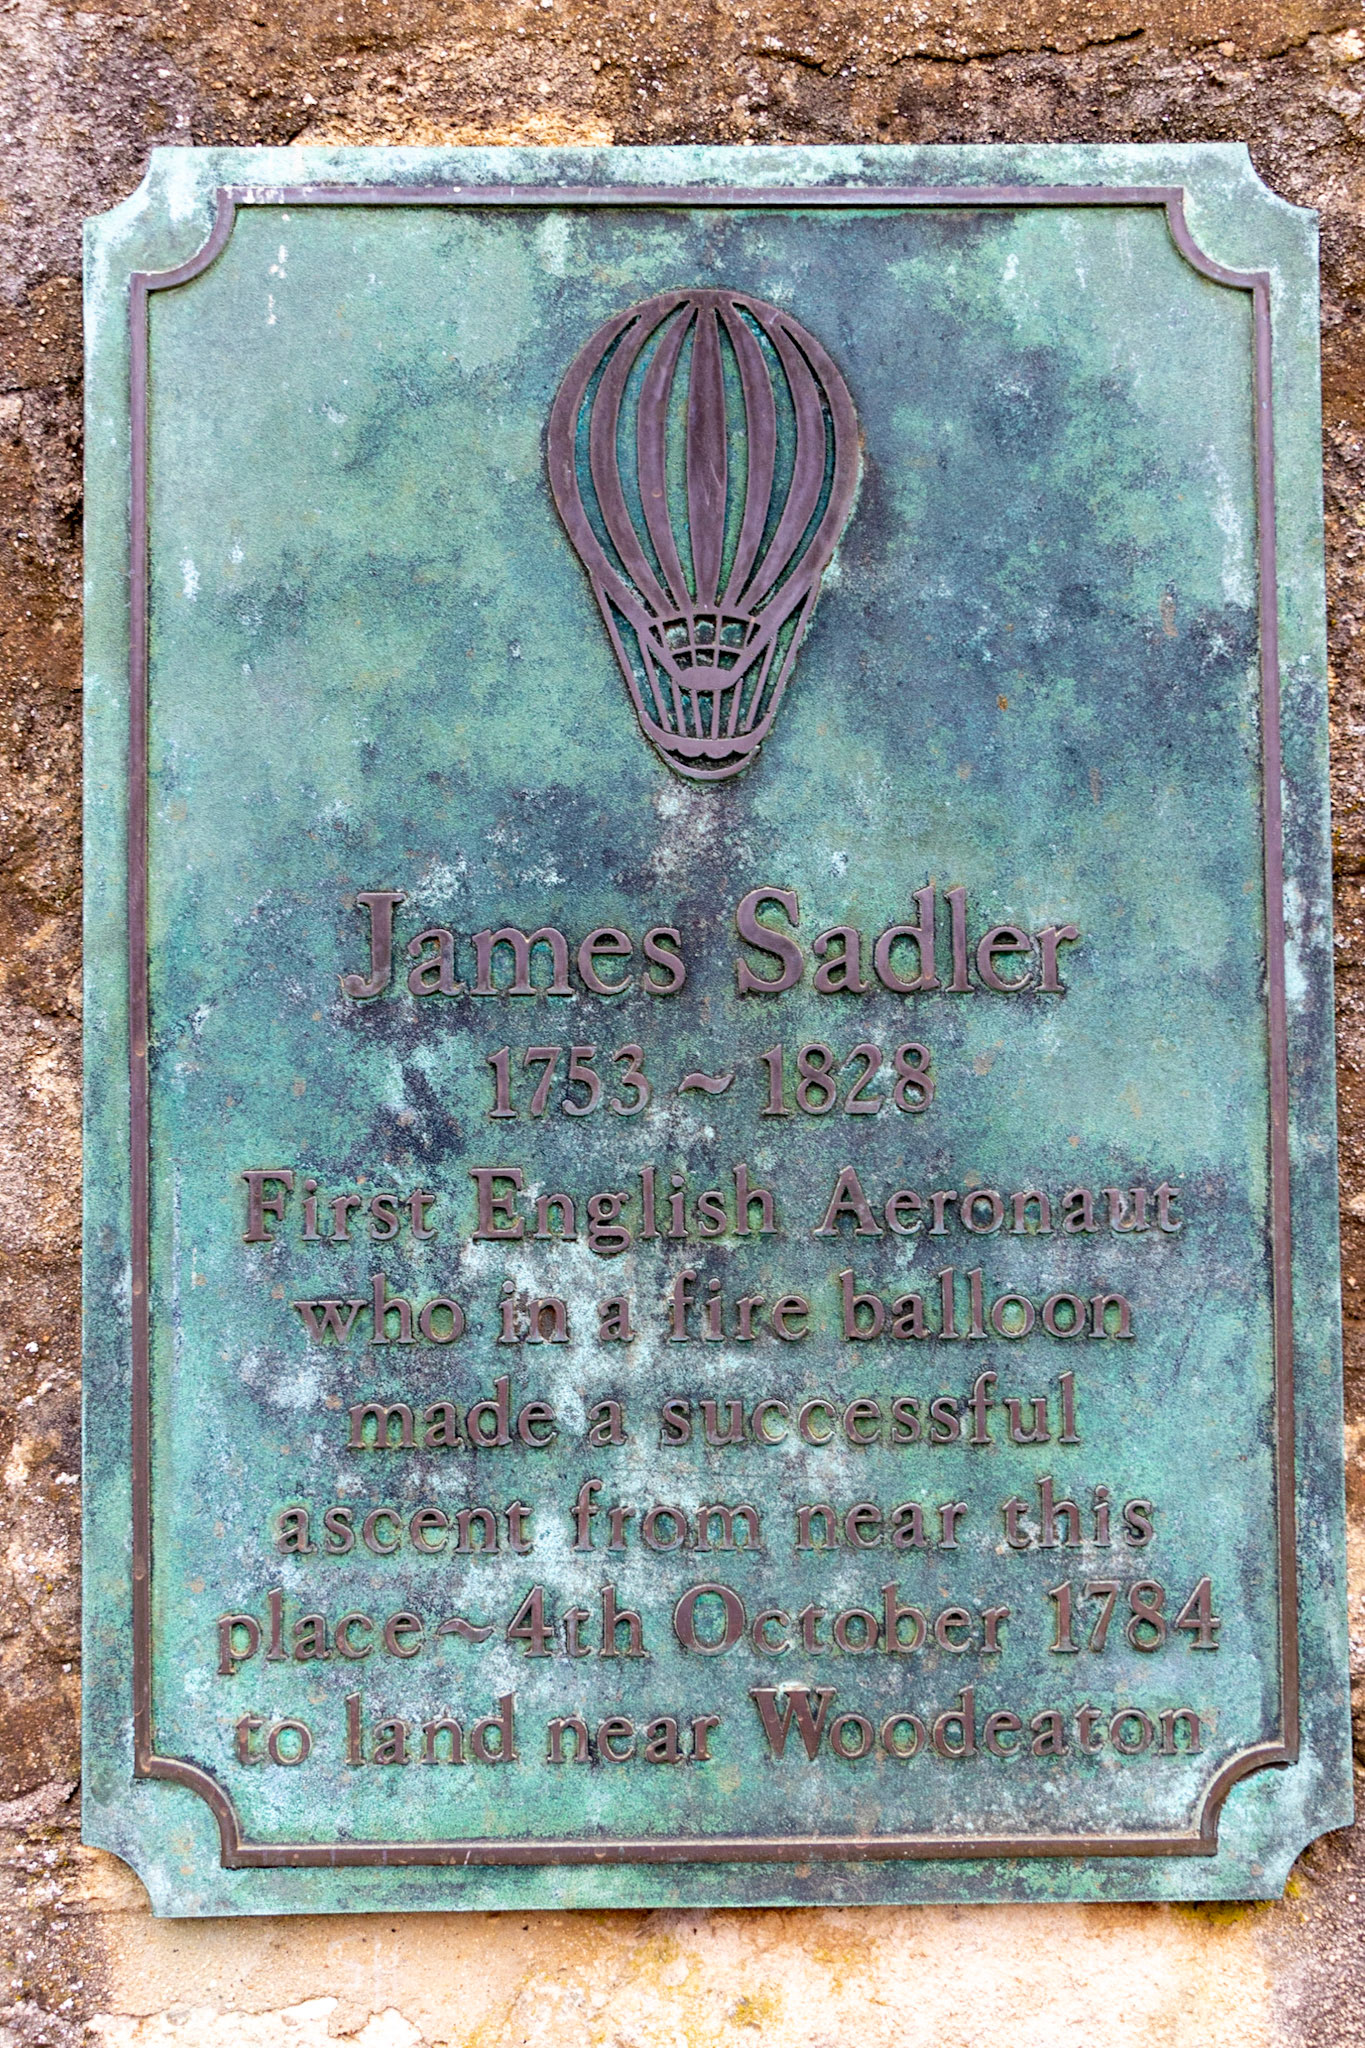 James Sadler
1753 ~ 1828
First English Aeronaut
who in a fire balloon
made a successful
ascent from near this
place ~ 4th October 1784
to land near Woodeaton